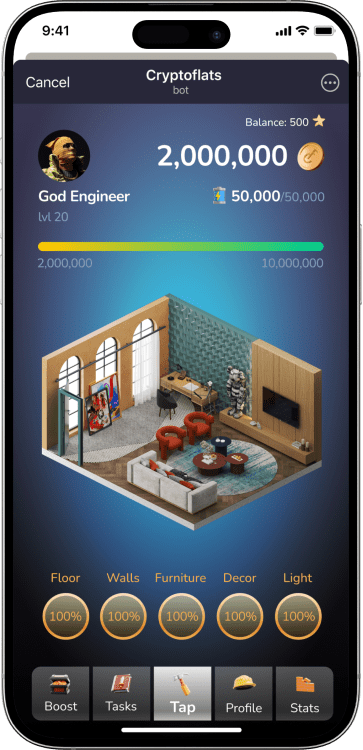 9:41
Cancel
Cryptoflats
bot
Balance: 500
2,000,000
God Engineer
50,000/50,000
lvl 20
2,000,000
10,000,000
Floor Walls Furniture Decor Light
100% 100% 100% 100% 100%
Boost Tasks Tap Profile Stats